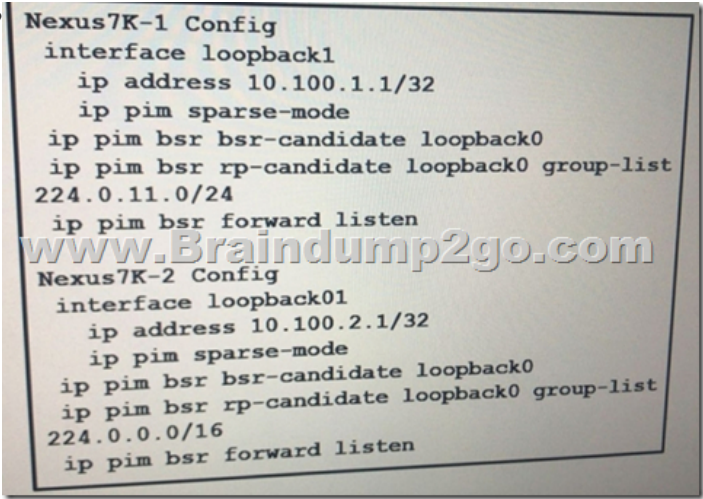 Nexus7K-1 Config
interface loopback1
ip address 10.100.1.1/32
ip pim sparse-mode
ip pim bsr bsr-candidate loopback0
ip pim bsr rp-candidate loopback0 group-list
224.0.11.0/24
ip pim bsr forward listen
www.Braindump2go.com
Nexus7K-2 Config
interface loopback01
ip address 10.100.2.1/32
ip pim sparse-mode
ip pim bsr bsr-candidate loopback0
ip pim bsr rp-candidate loopback0 group-list
224.0.0.0/16
ip pim bsr forward listen